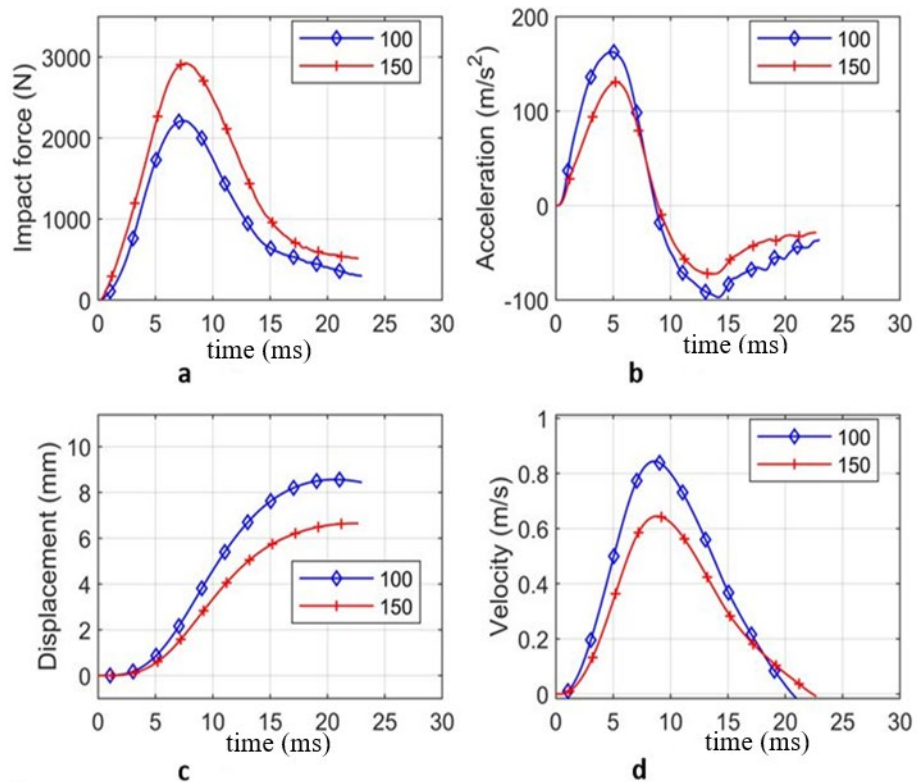 3000
2000
1000
0
Impact force (N)
100
150
0 5 10 15 20 25 30
time (ms)
a
200
100
0
-100
Acceleration (m/s²)
100
150
0 5 10 15 20 25 30
time (ms)
b
10
8
6
4
2
0
Displacement (mm)
100
150
0 5 10 15 20 25 30
time (ms)
c
1
0.8
0.6
0.4
0.2
0
Velocity (m/s)
100
150
0 5 10 15 20 25 30
time (ms)
d